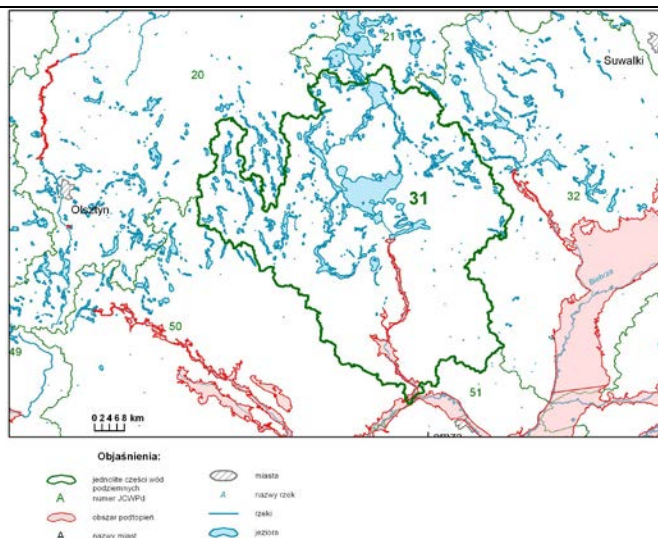 21
Suwałki
20
31
Olsztyn
32
Biebrza
50
49
51
0 2 4 6 8 km
Łomża
Objaśnienia:
jednolite części wód
podziemnych
A numer JCWPd
obszar podtopień
A nazwy miast
miasta
A nazwy rzek
rzeki
jeziora